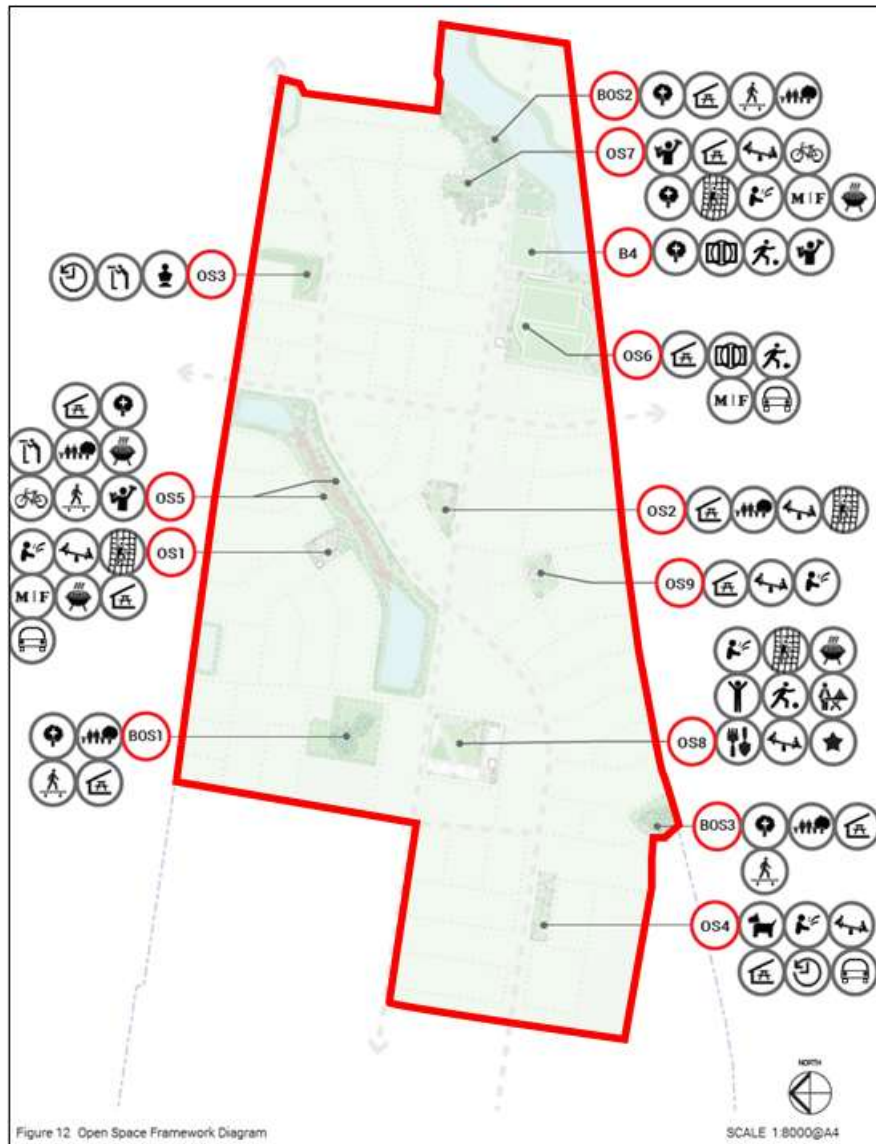 BOS2
OS7
M | F
B4
OS3
OS6
M | F
OS5
OS2
OS1
M | F
OS9
BOS1
OS8
BOS3
OS4
NORTH
Figure 12 Open Space Framework Diagram
SCALE 1:8000@A4